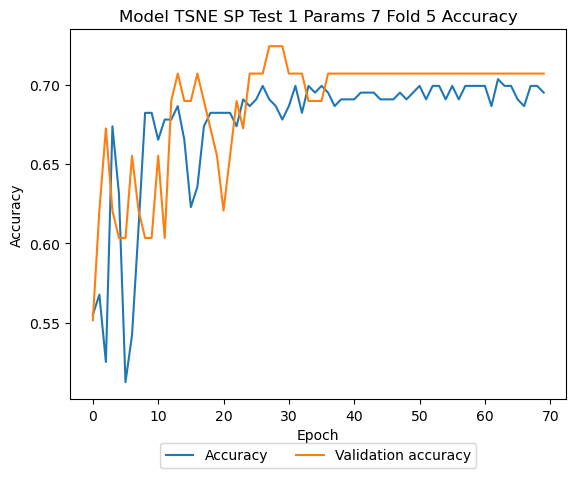 Model TSNE SP Test 1 Params 7 Fold 5 Accuracy
0.70
0.65
0.60
0.55
Accuracy
0 10 20 30 40 50 60 70
Epoch
Accuracy Validation accuracy